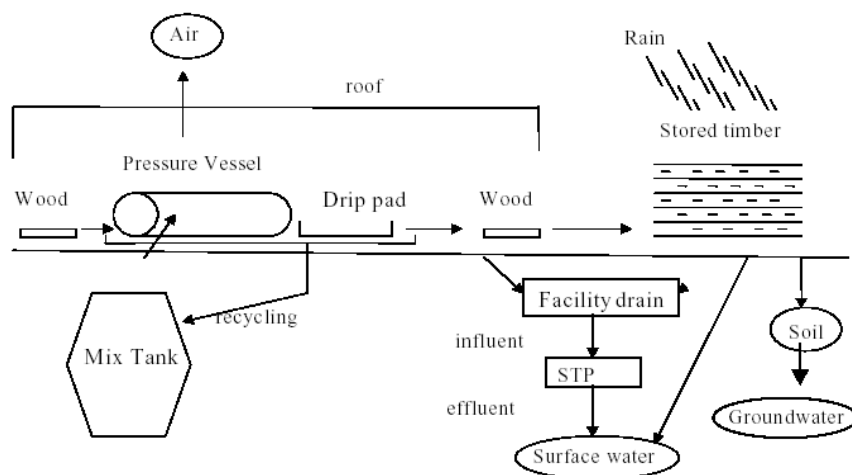 Air
Rain
roof
Stored timber
Pressure Vessel
Wood
Drip pad
Wood
Facility drain
recycling
Soil
influent
Mix Tank
STP
effluent
Groundwater
Surface water